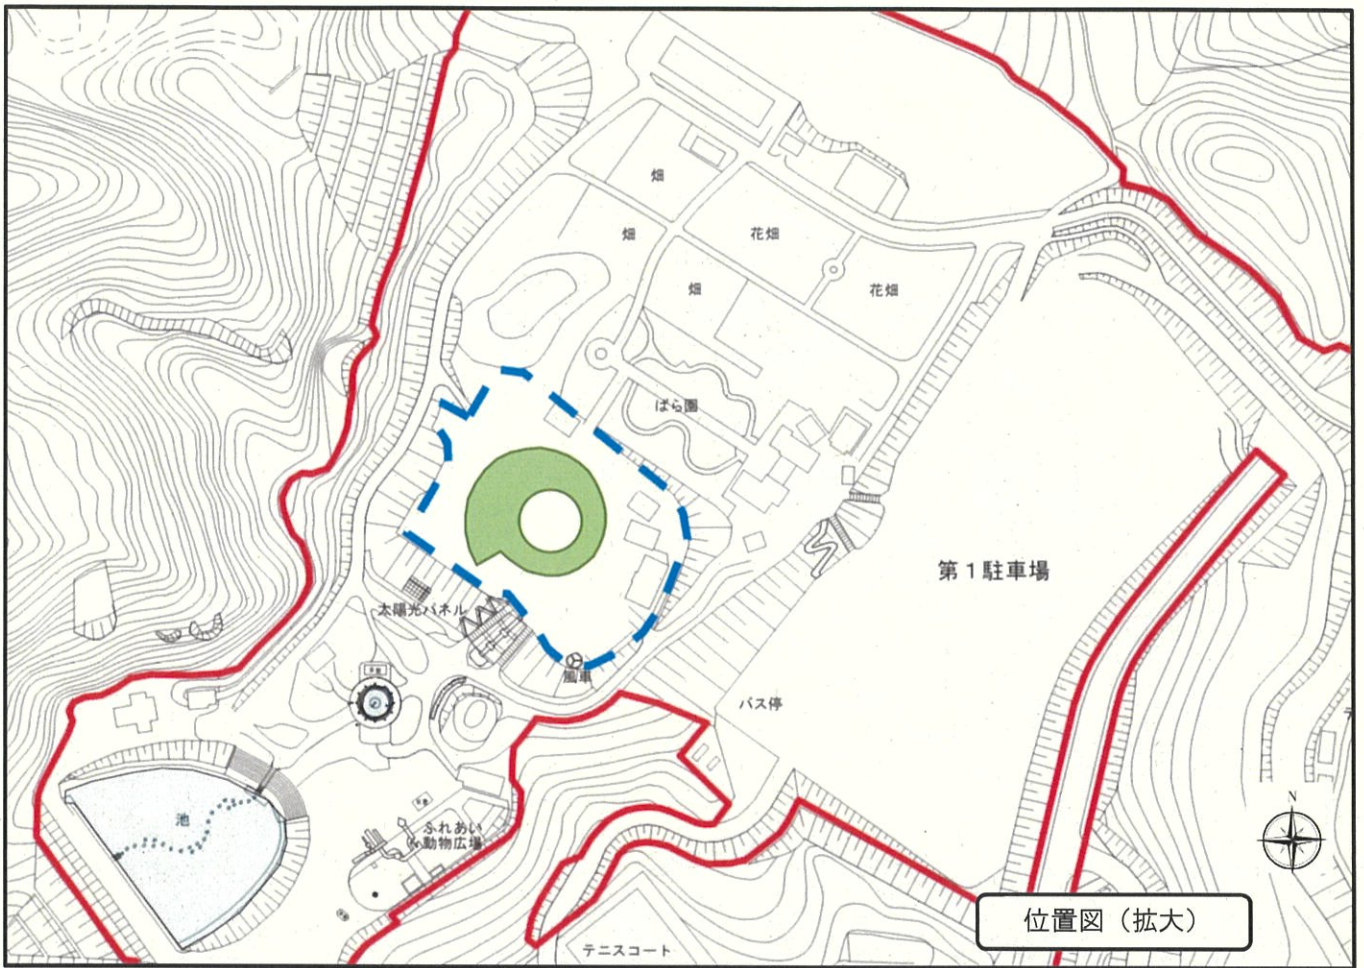 畑
畑
花畑
畑
花畑
ばら園
第1駐車場
太陽光パネル
風車
バス停
池
ふれあい
動物広場
N
位置図（拡大）
テニスコート